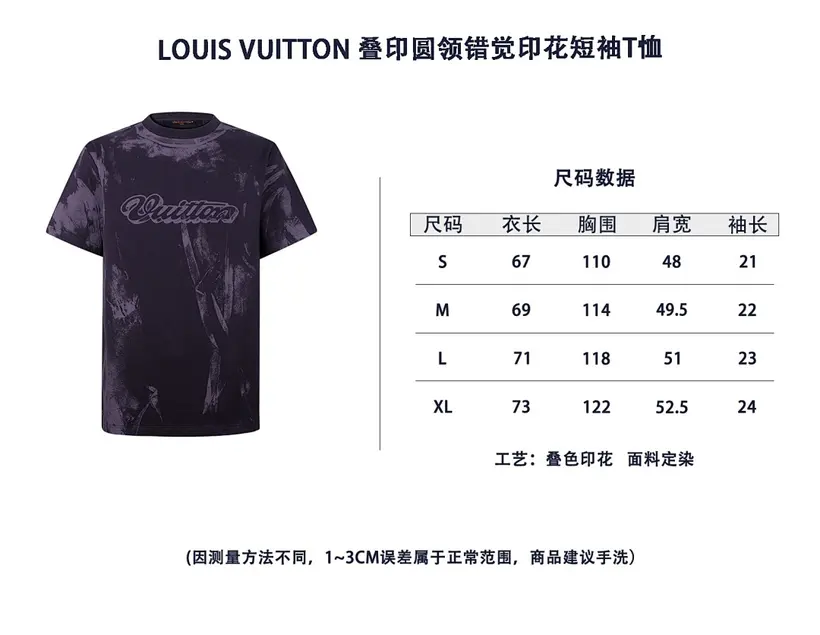 LOUIS VUITTON 叠印圆领错觉印花短袖T恤
Vuitton
尺码数据
尺码 衣长 胸围 肩宽 袖长
S 67 110 48 21
M 69 114 49.5 22
L 71 118 51 23
XL 73 122 52.5 24
工艺：叠色印花 面料定染
(因测量方法不同，1~3CM误差属于正常范围，商品建议手洗)